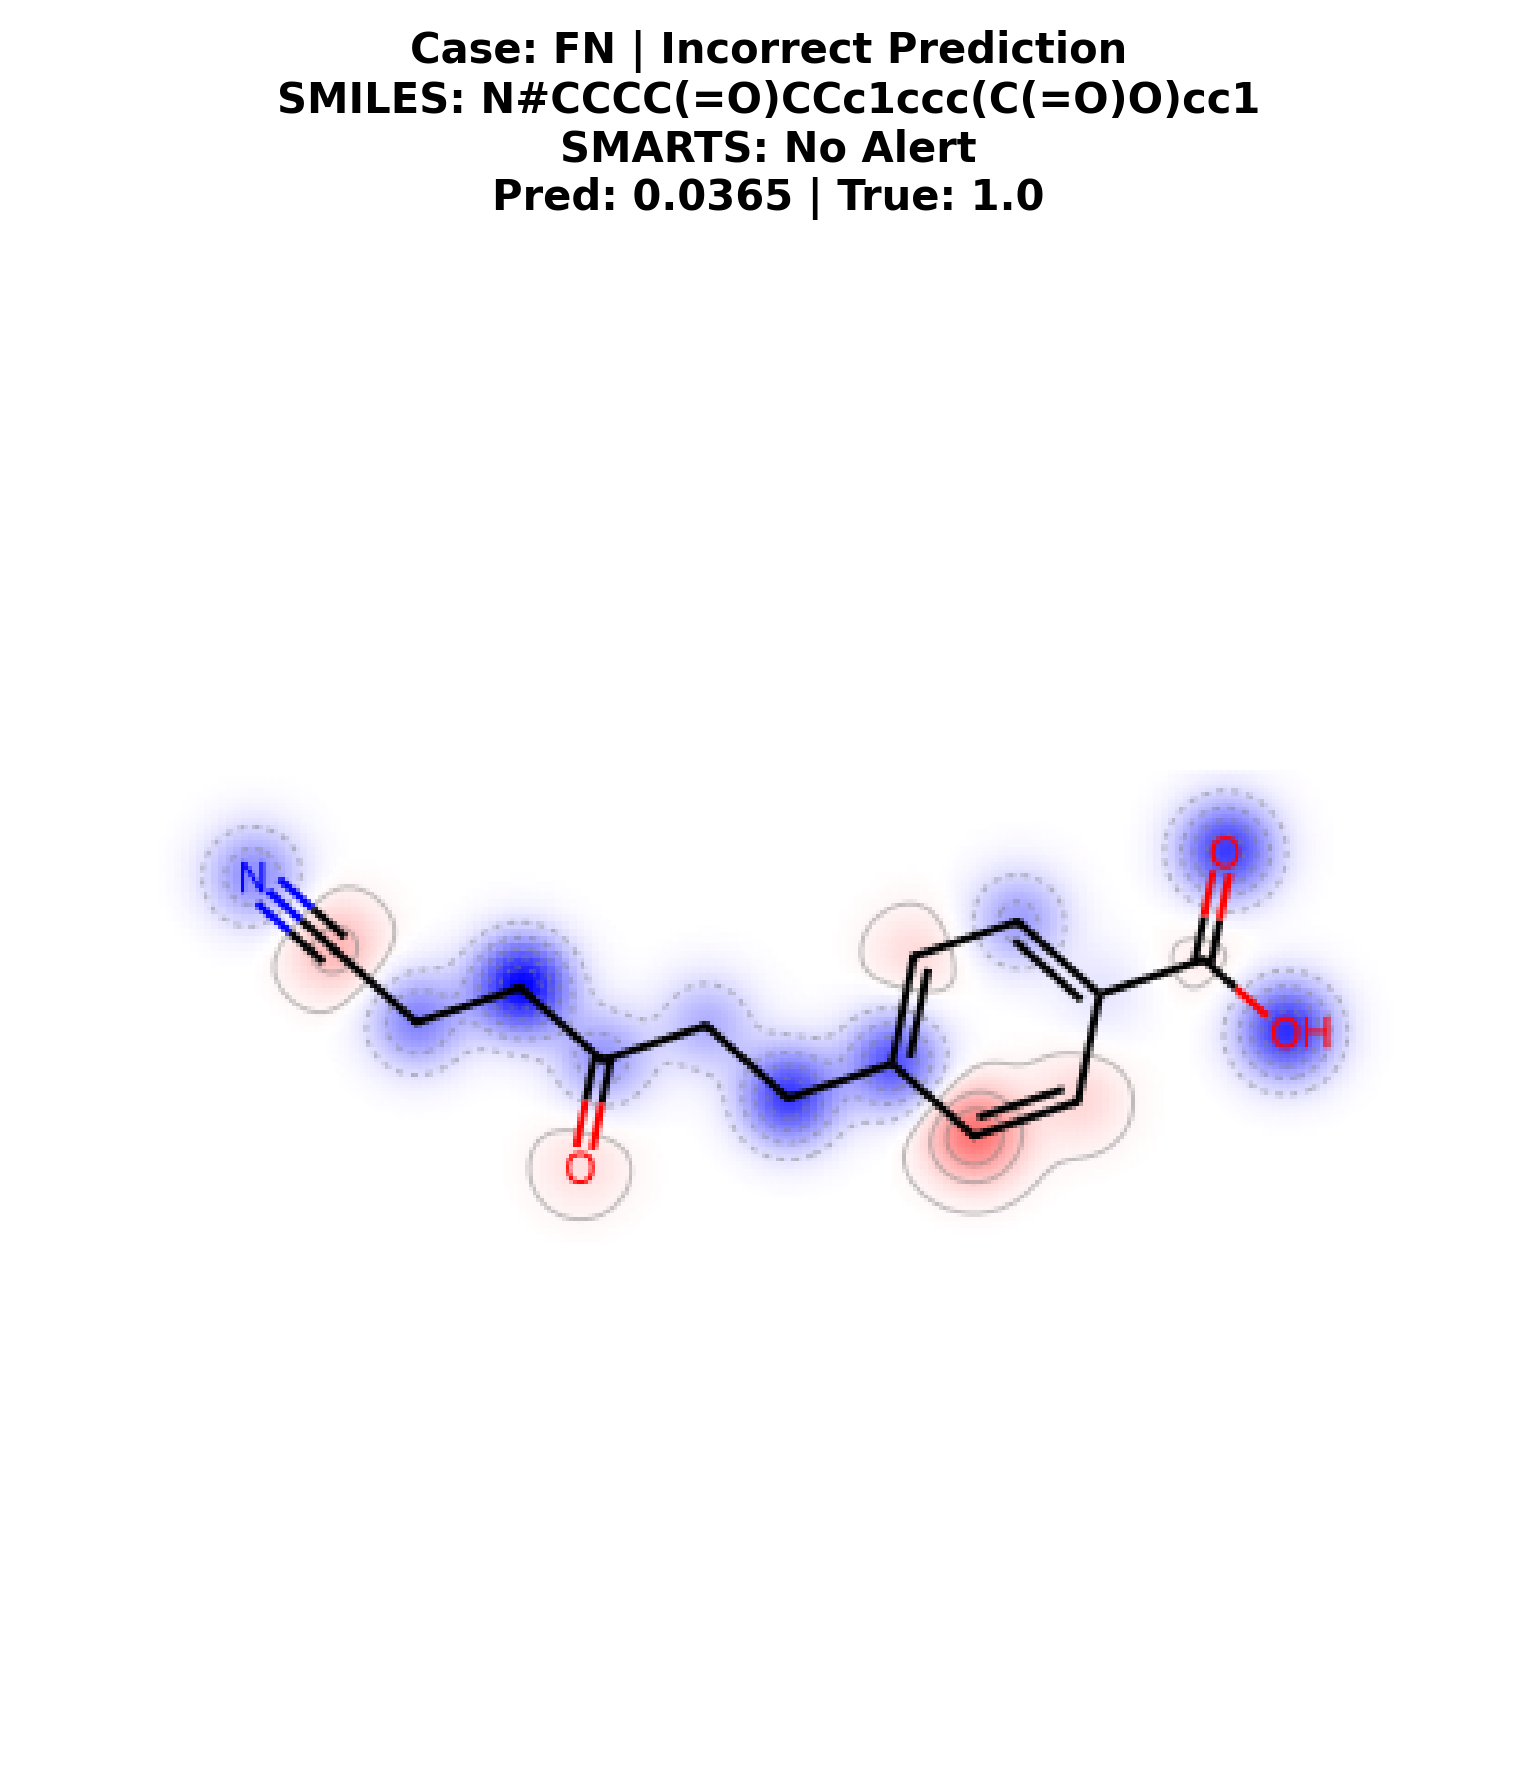 Case: FN | Incorrect Prediction
SMILES: N#CCCC(=O)CCc1ccc(C(=O)O)cc1
SMARTS: No Alert
Pred: 0.0365 | True: 1.0
O
N
OH
O